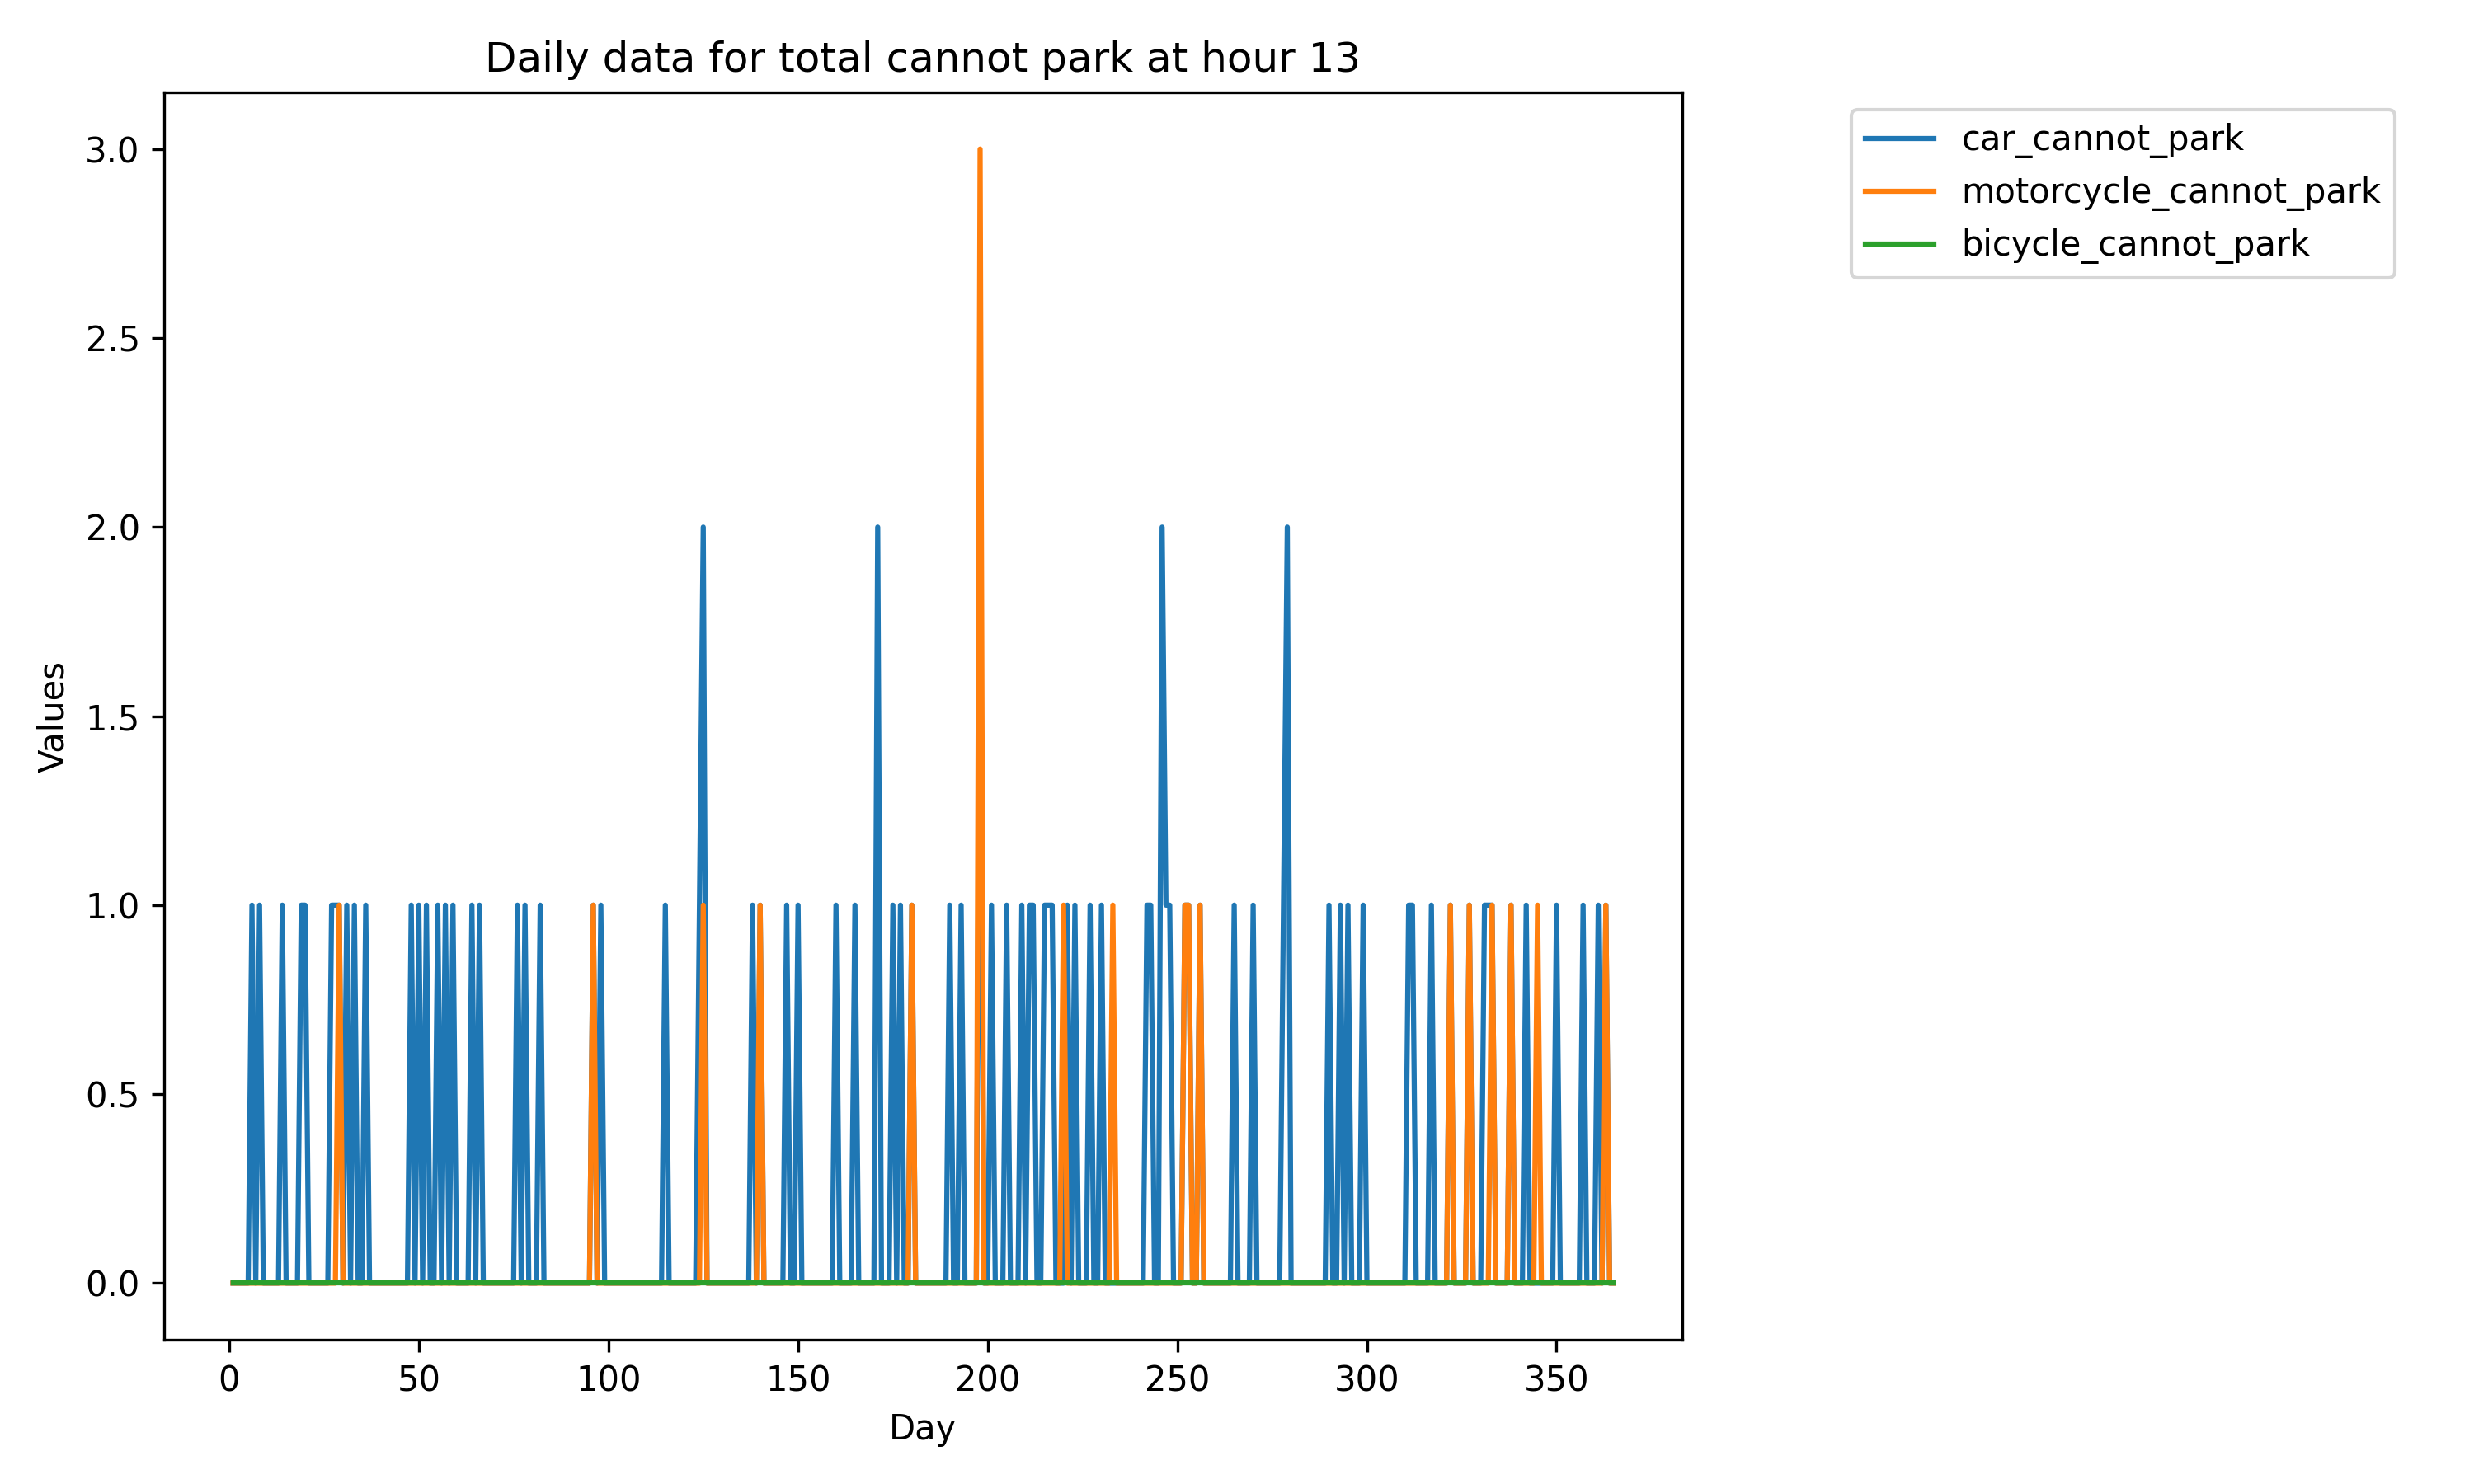 Daily data for total cannot park at hour 13
car_cannot_park
motorcycle_cannot_park
bicycle_cannot_park
3.0
2.5
2.0
1.5
1.0
0.5
0.0
Values
0 50 100 150 200 250 300 350
Day